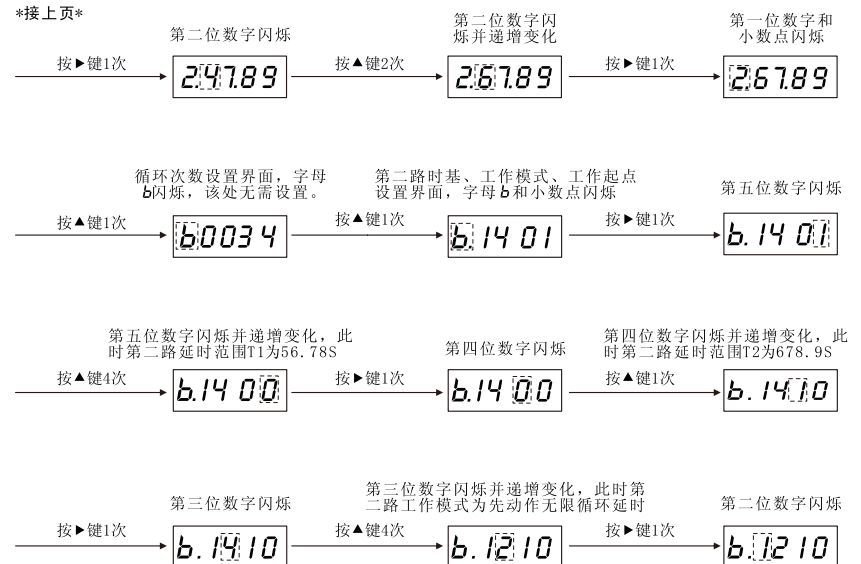 *接上页*
第二位数字闪烁
第二位数字闪
烁并递增变化
第一位数字和
小数点闪烁
按▶键1次
2.47.89
按▲键2次
2.67.89
按▶键1次
2.67.89
循环次数设置界面，字母
b闪烁，该处无需设置。
第二路时基、工作模式、工作起点
设置界面，字母b和小数点闪烁
第五位数字闪烁
按▲键1次
b0034
按▲键1次
b.1401
按▶键1次
b.1401
第五位数字闪烁并递增变化，此
时第二路延时范围T1为56.78S
第四位数字闪烁
第四位数字闪烁并递增变化，此
时第二路延时范围T2为678.9S
按▲键4次
b.1400
按▶键1次
b.1400
按▲键1次
b.1410
第三位数字闪烁
第三位数字闪烁并递增变化，此时第
二路工作模式为先动作无限循环延时
第二位数字闪烁
按▶键1次
b.1410
按▲键4次
b.1210
按▶键1次
b.1210